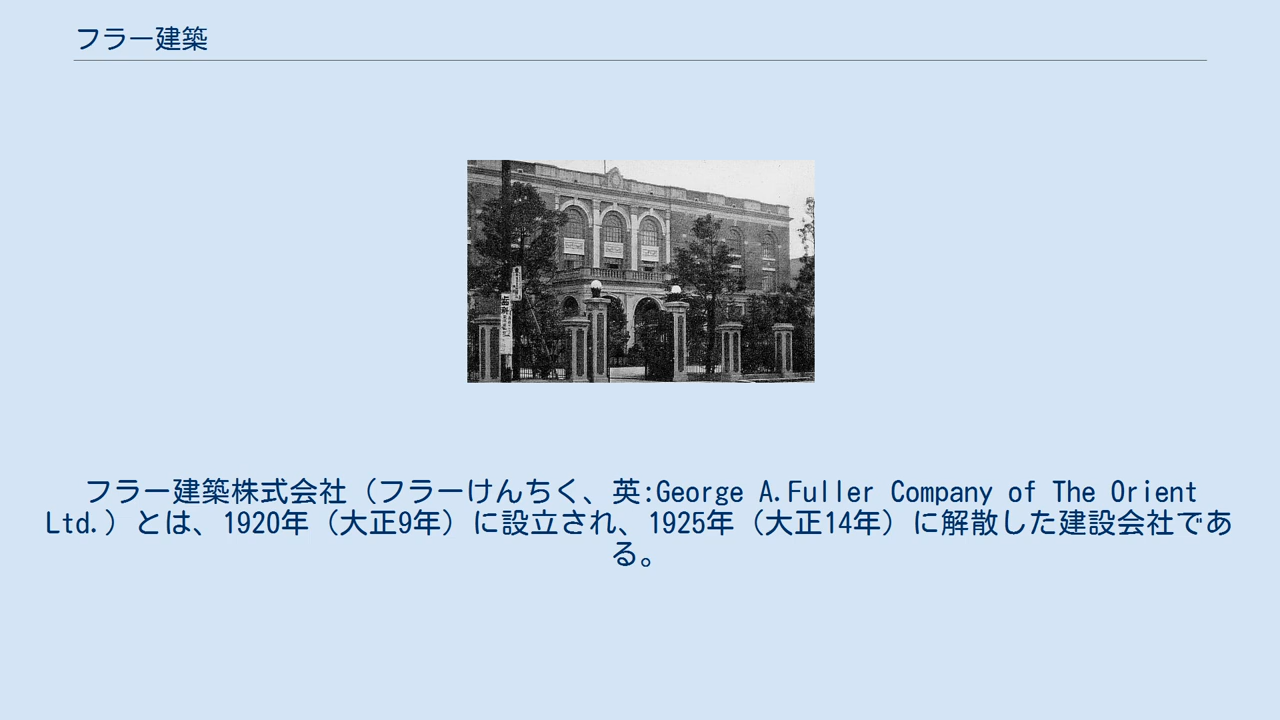 フラー建築
フラー建築株式会社（フラーけんちく、英:George A.Fuller Company of The Orient
Ltd.）とは、1920年（大正9年）に設立され、1925年（大正14年）に解散した建設会社であ
る。